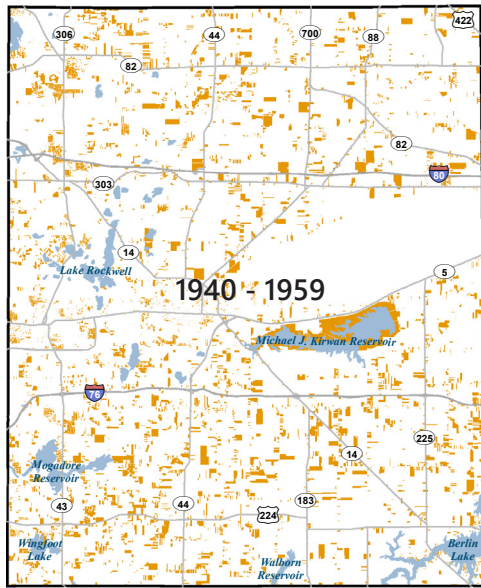 422
306
44
700
88
82
82
80
303
14
Lake Rockwell
5
1940 - 1959
Michael J. Kirwan Reservoir
76
225
14
Mogadore
Reservoir
43
44
183
224
Wingfoot
Lake
Walborn
Reservoir
Berlin
Lake